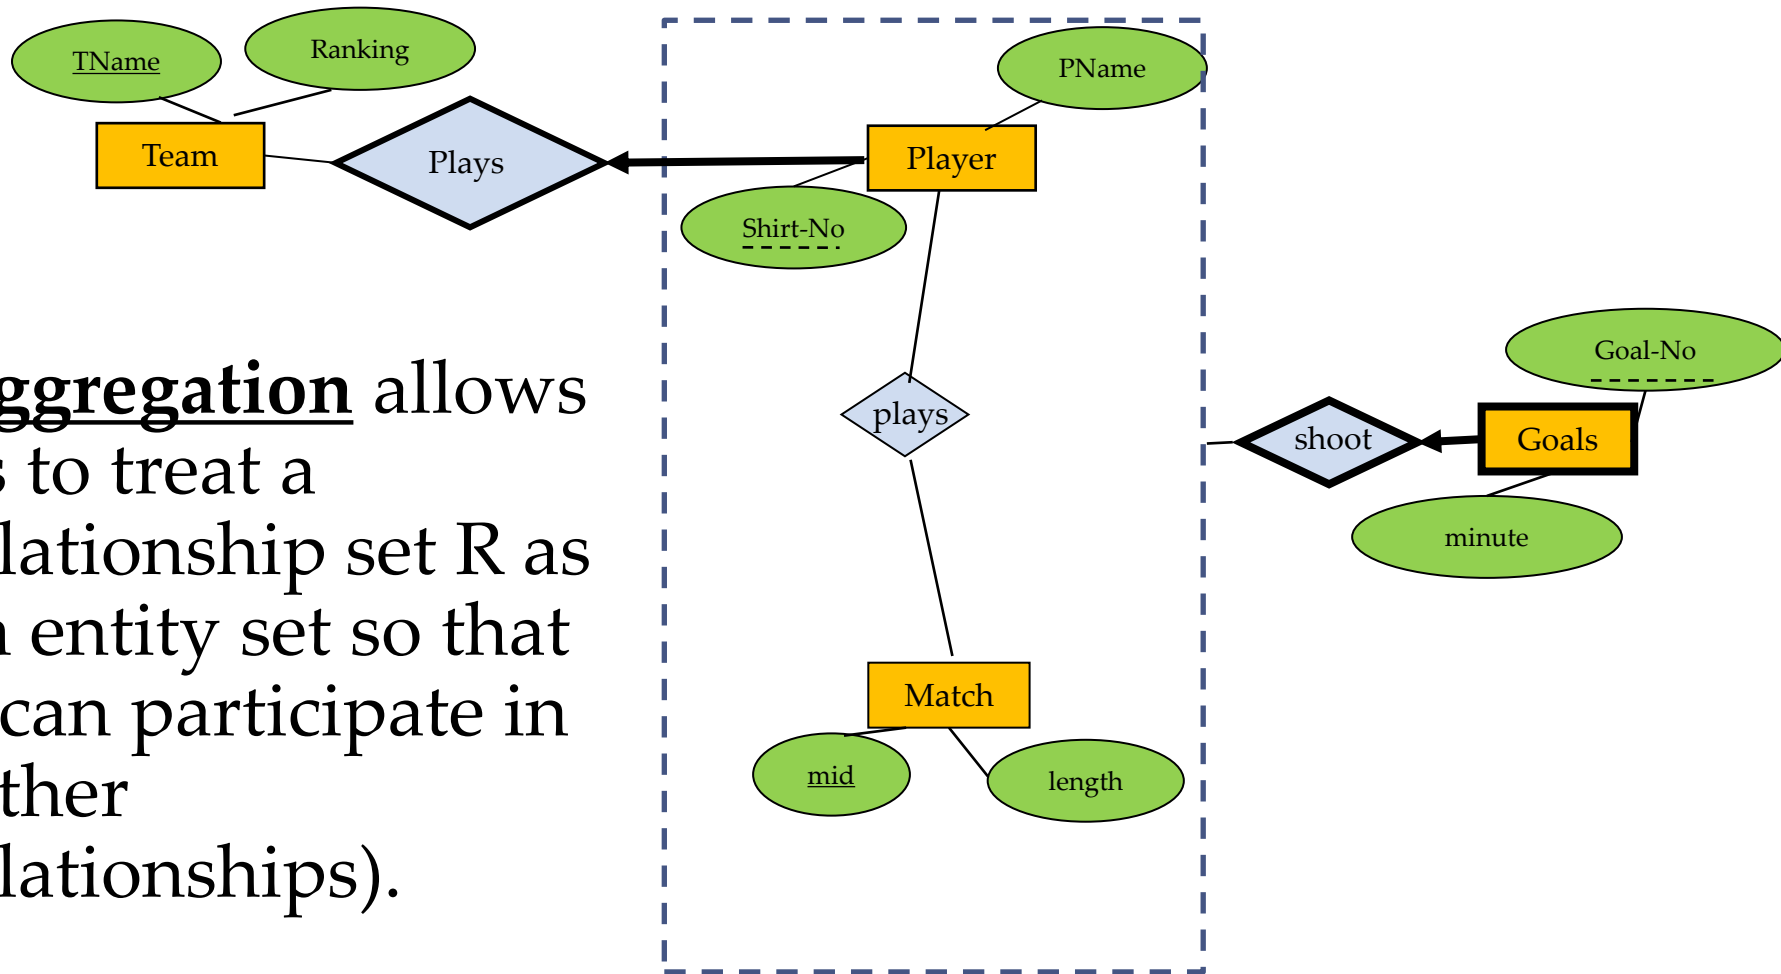 TName
Ranking
PName
Team
Plays
Player
Shirt-No
ggregation allows
s to treat a
lationship set R as
n entity set so that
can participate in
ther
lationships).
plays
Goal-No
shoot
Goals
minute
Match
mid
length